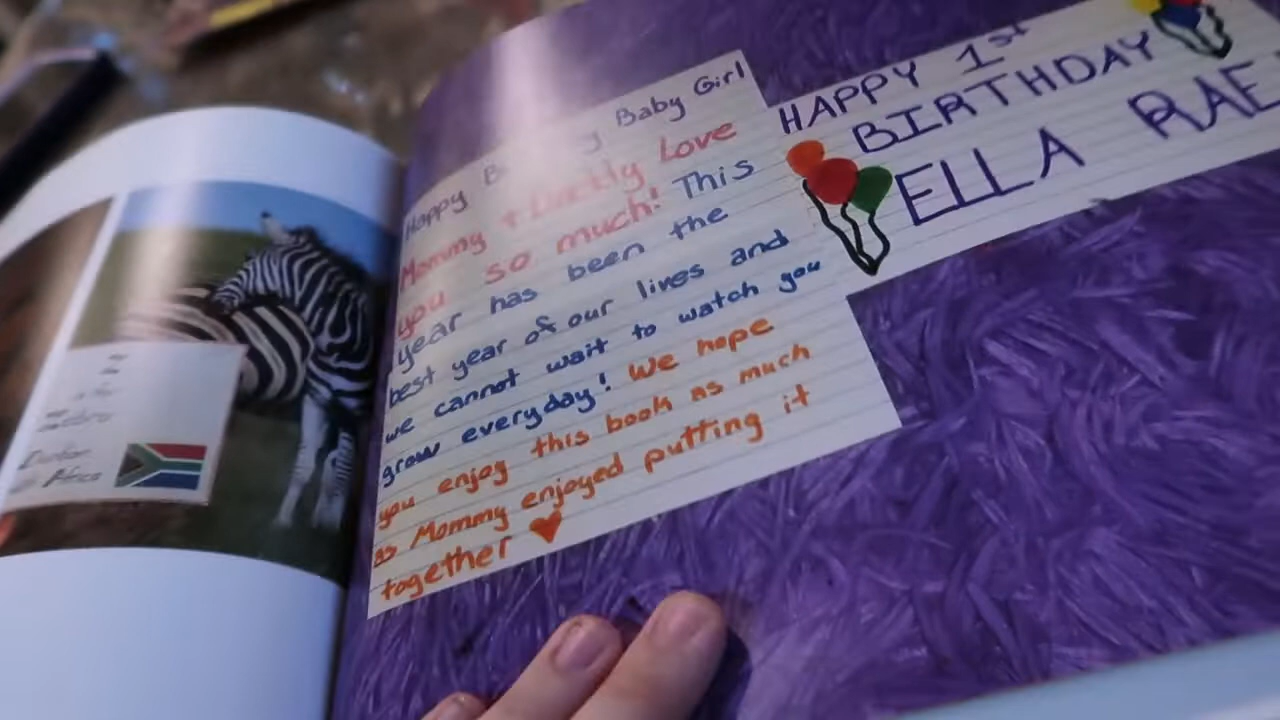 Happy Baby Girl
Mommy + Daddy Love
you so much! This
year has been the
best year of our lives and
we cannot wait to watch you
grow everyday! We hope
you enjoy this book as much
as Mommy enjoyed putting it
together
HAPPY 1st
BIRTHDAY
ELLA RAE
Africa